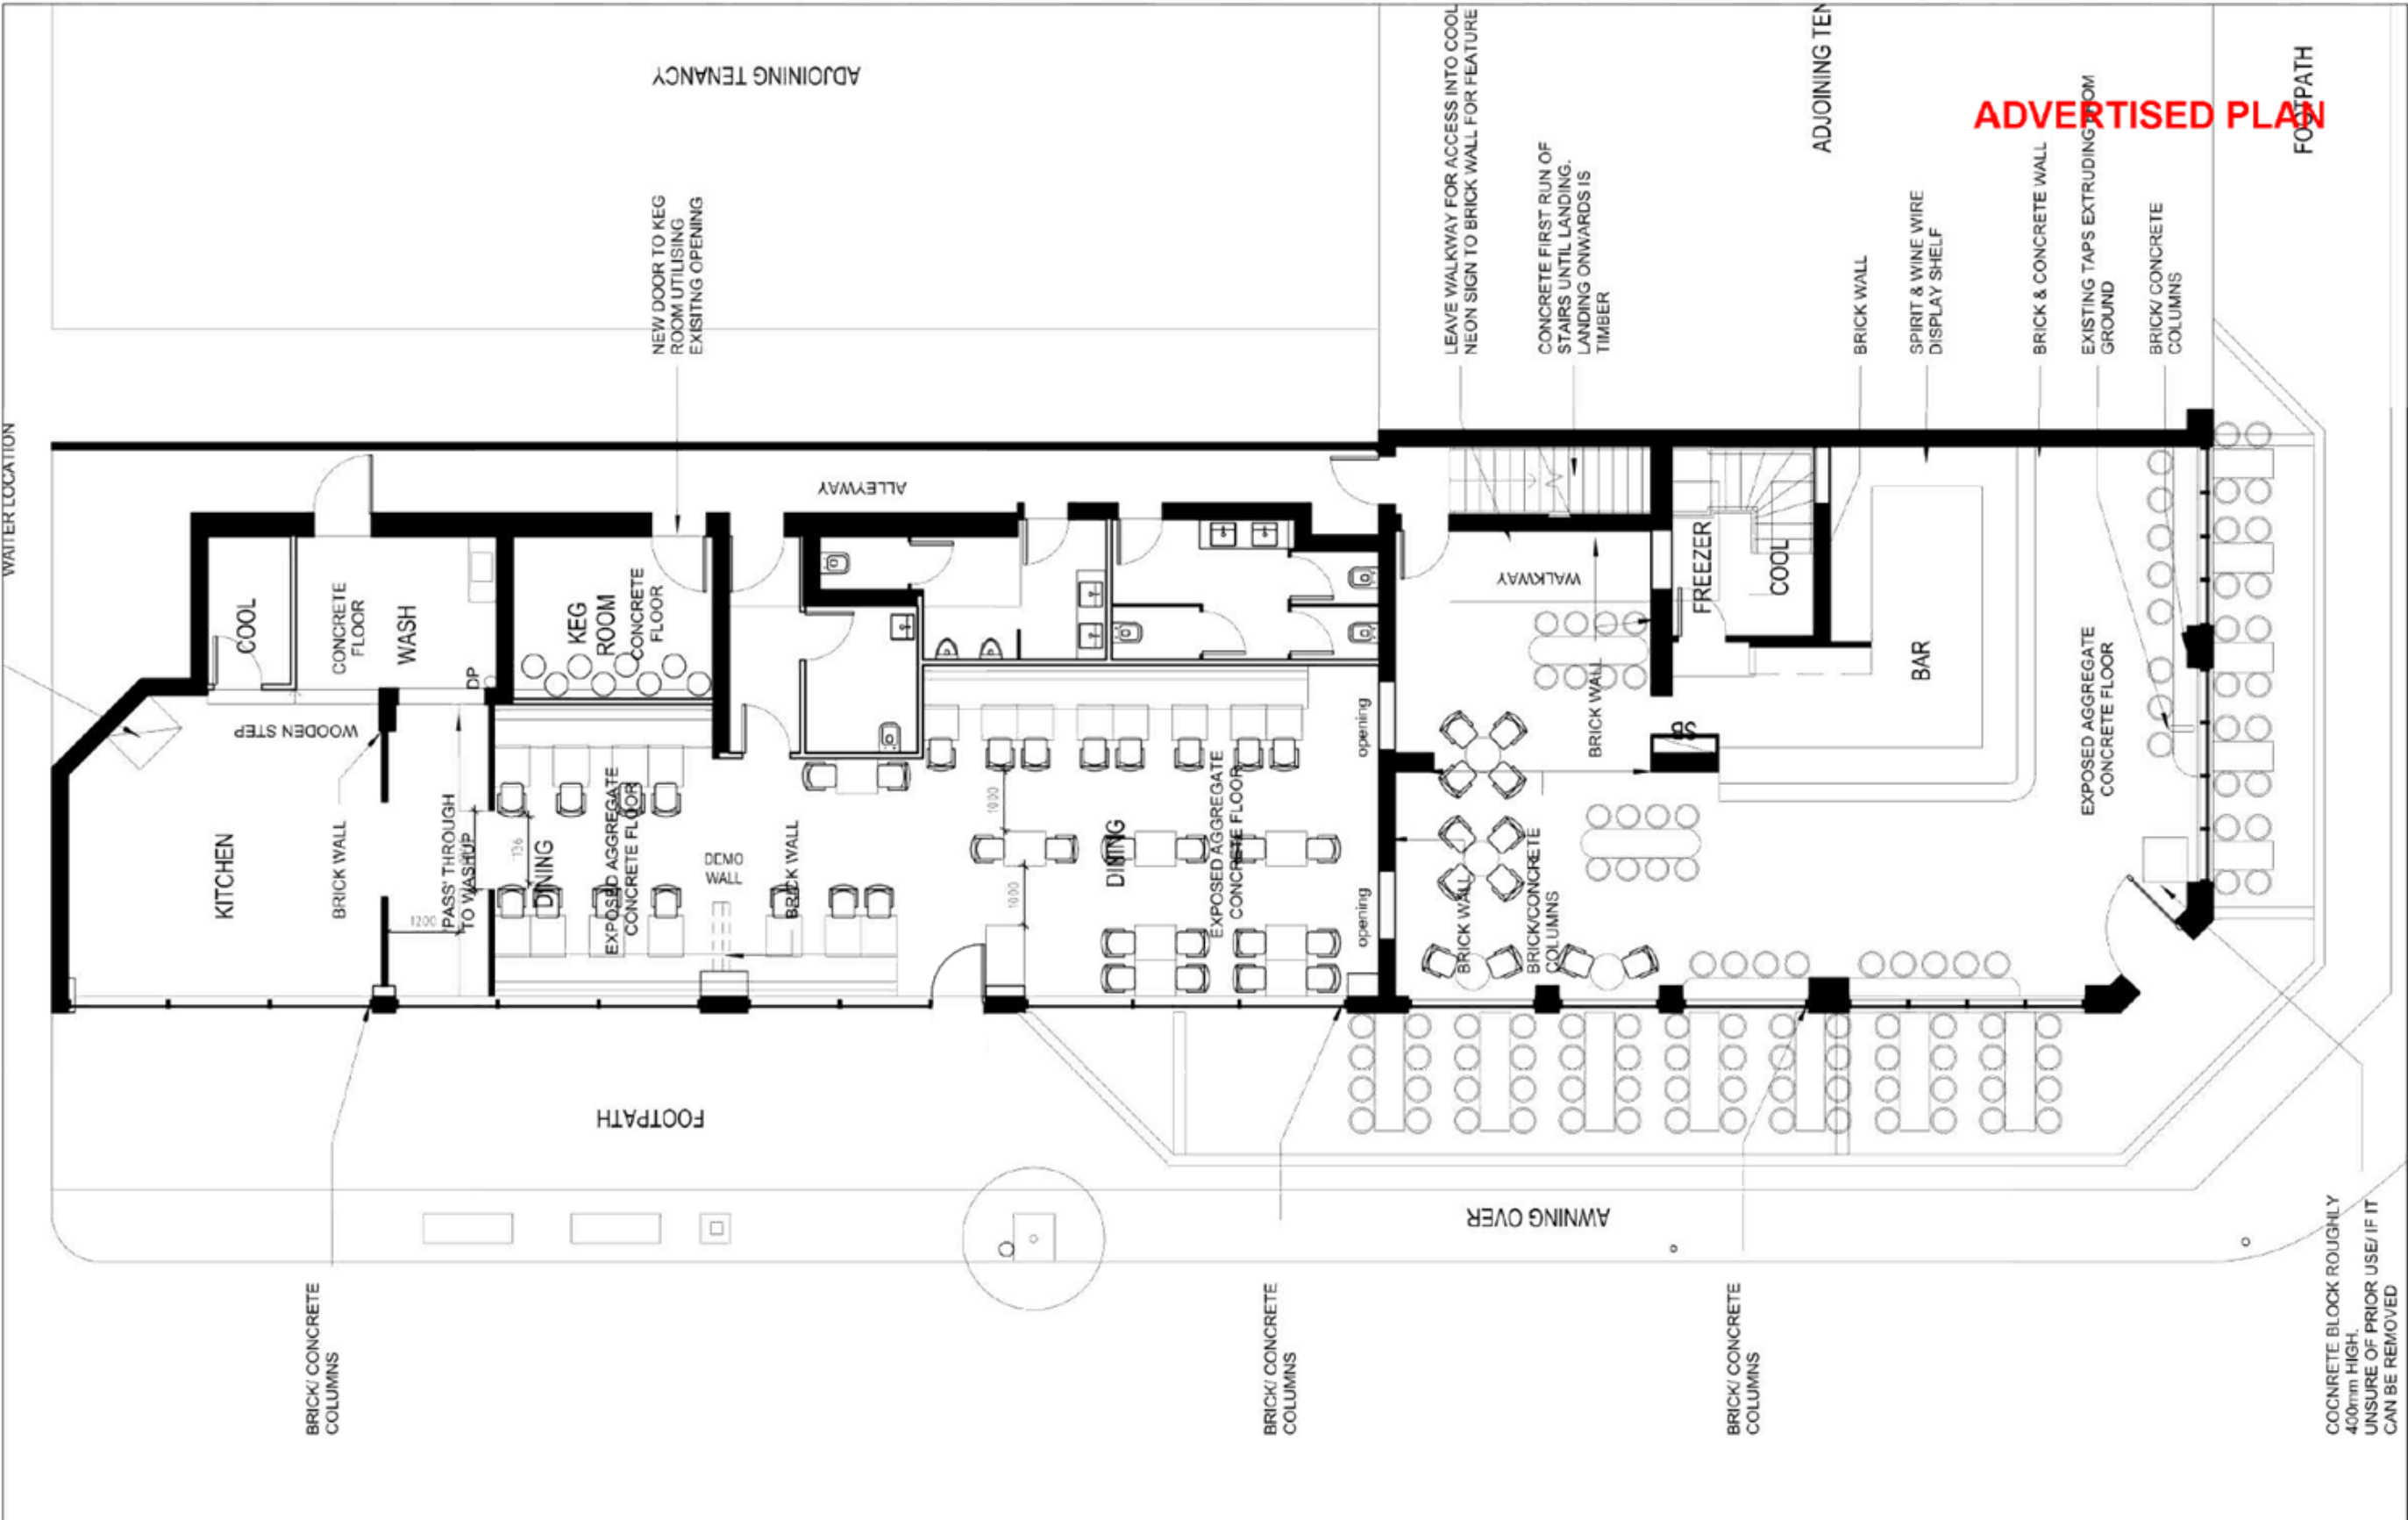 ADVERTISED PLAN
ADJOINING TENANCY
WAITER LOCATION
NEW DOOR TO KEG
ROOM UTILISING
EXISITNG OPENING
LEAVE WALKWAY FOR ACCESS INTO COOL
NEON SIGN TO BRICK WALL FOR FEATURE
CONCRETE FIRST RUN OF
STAIRS UNTIL LANDING.
LANDING ONWARDS IS
TIMBER
ADJOINING TEN
BRICK WALL
SPIRIT & WINE WIRE
DISPLAY SHELF
BRICK & CONCRETE WALL
EXISTING TAPS EXTRUDING FROM
GROUND
BRICK/ CONCRETE
COLUMNS
FOOTPATH
ALLEYWAY
COOL
CONCRETE
FLOOR
WASH
DP
KEG
ROOM
CONCRETE
FLOOR
WOODEN STEP
KITCHEN
BRICK WALL
1200
'PASS' THROUGH
TO WASHUP
136
DINING
EXPOSED AGGREGATE
CONCRETE FLOOR
DEMO
WALL
BRICK WALL
1000
1000
DINING
EXPOSED AGGREGATE
CONCRETE FLOOR
opening
opening
WALKWAY
BRICK WALL
BRICK WALL
BRICK/CONCRETE
COLUMNS
FREEZER
COOL
SB
BAR
EXPOSED AGGREGATE
CONCRETE FLOOR
FOOTPATH
AWNING OVER
BRICK/ CONCRETE
COLUMNS
BRICK/ CONCRETE
COLUMNS
BRICK/ CONCRETE
COLUMNS
COCNRETE BLOCK ROUGHLY
400mm HIGH.
UNSURE OF PRIOR USE/ IF IT
CAN BE REMOVED